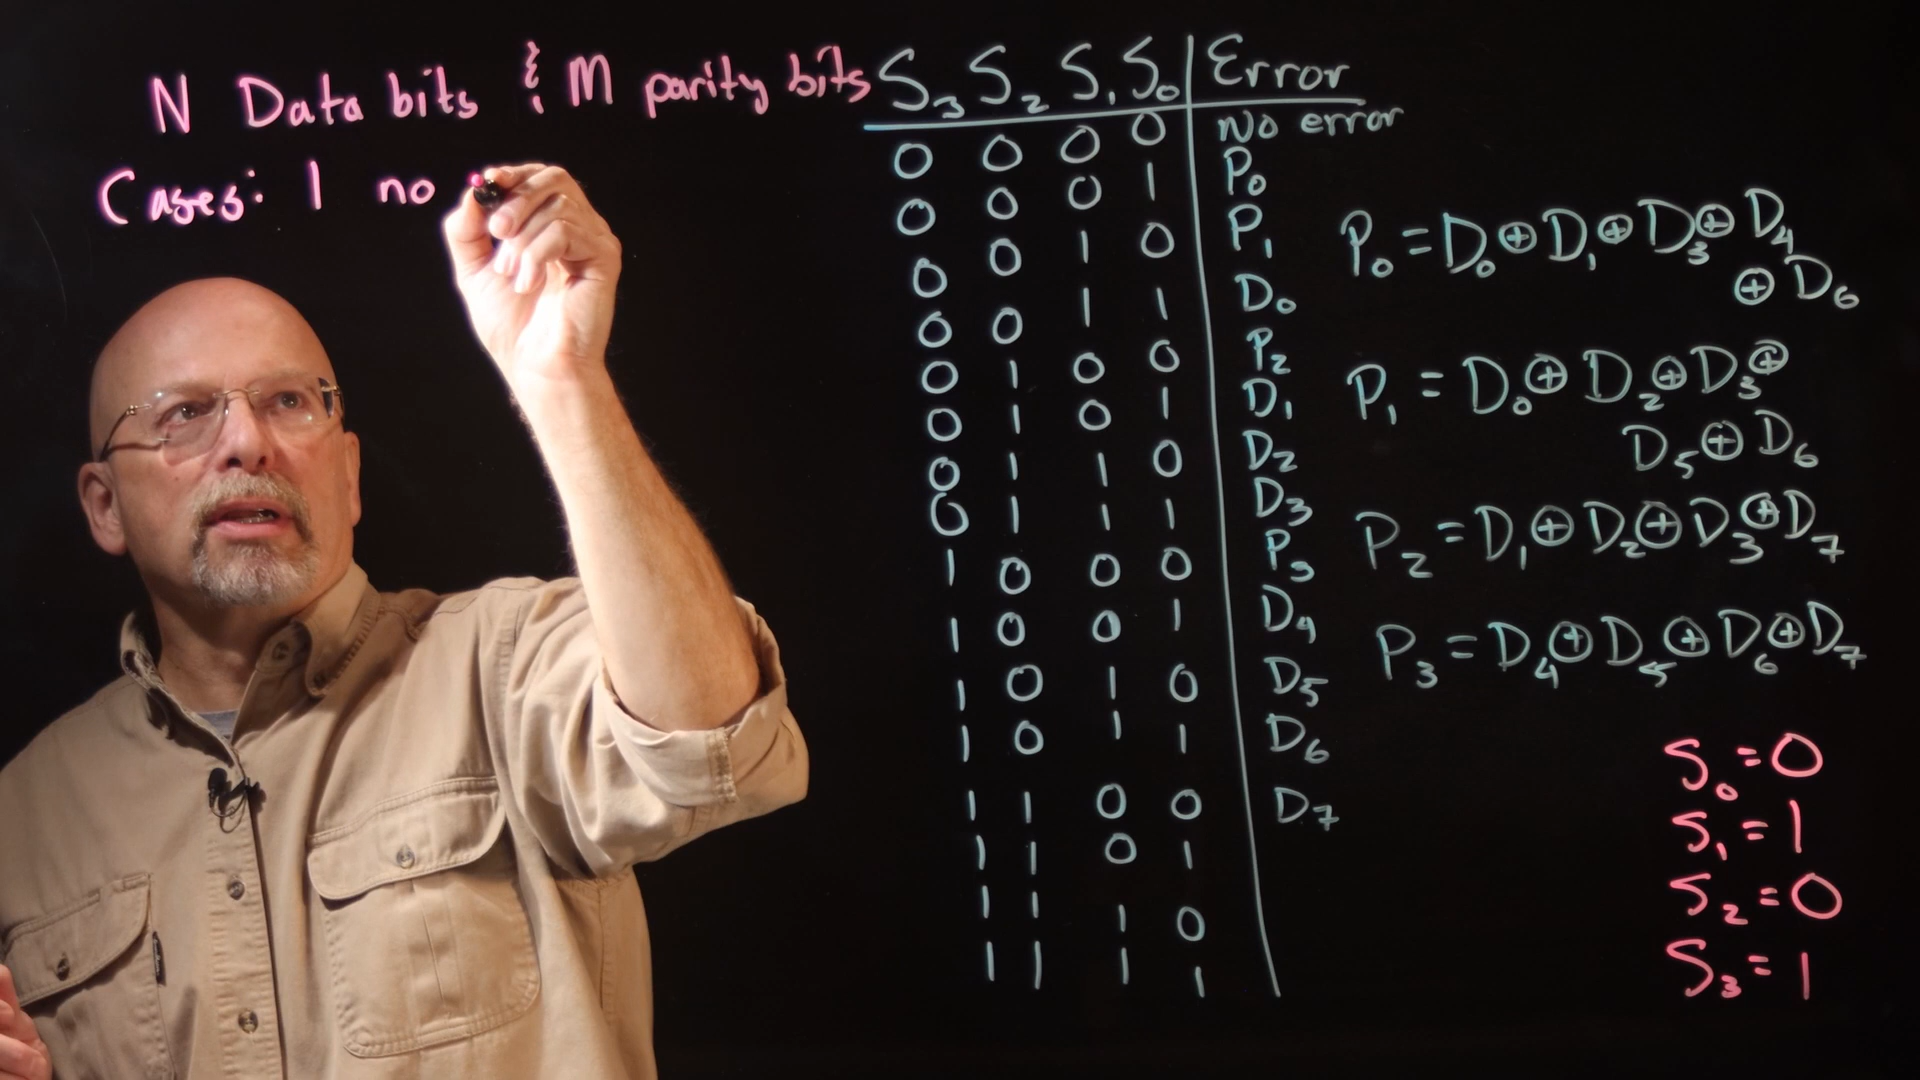 N Data bits & M parity bits
Cases: 1 no
S3 S2 S1 S0 Error
0 0 0 0 No error
0 0 0 1 P0
0 0 1 0 P1
0 0 1 1 D0
0 1 0 0 P2
0 1 0 1 D1
0 1 1 0 D2
0 1 1 1 D3
1 0 0 0 P3
1 0 0 1 D4
1 0 1 0 D5
1 0 1 1 D6
1 1 0 0 D7
1 1 0 1
1 1 1 0
1 1 1 1
P0 = D0 ⊕ D1 ⊕ D3 ⊕ D4
⊕ D6
P1 = D0 ⊕ D2 ⊕ D3 ⊕
D5 ⊕ D6
P2 = D1 ⊕ D2 ⊕ D3 ⊕ D7
P3 = D4 ⊕ D5 ⊕ D6 ⊕ D7
S0 = 0
S1 = 1
S2 = 0
S3 = 1